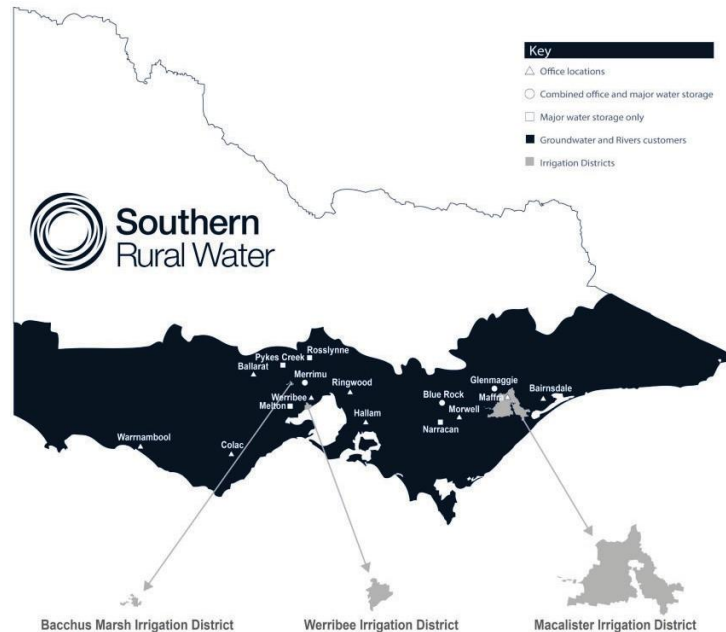 Key
Office locations
Combined office and major water storage
Major water storage only
Groundwater and Rivers customers
Irrigation Districts
Southern
Rural Water
Rosslynne
Pykes Creek
Ballarat
Merrimu
Ringwood
Werribee
Melton
Hallam
Glenmaggie
Maffra
Bairnsdale
Blue Rock
Morwell
Narracan
Warrnambool
Colac
Bacchus Marsh Irrigation District
Werribee Irrigation District
Macalister Irrigation District